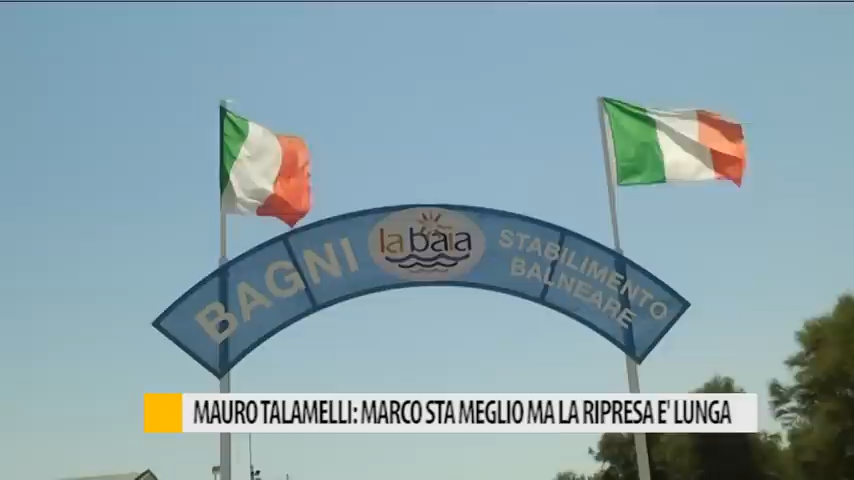 BAGNI
la baia
STABILIMENTO
BALNEARE
MAURO TALAMELLI: MARCO STA MEGLIO MA LA RIPRESA E' LUNGA